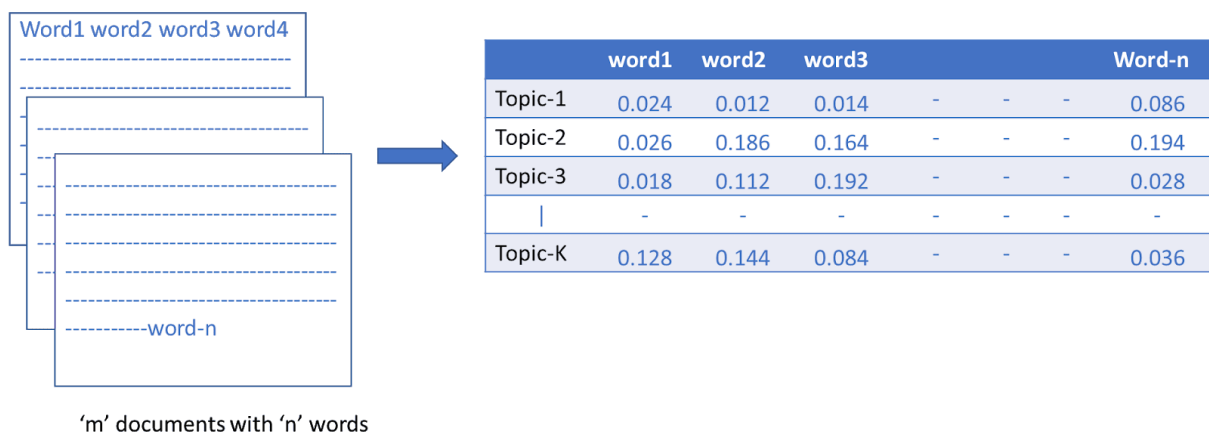 Word1 word2 word3 word4
-----------word-n
'm' documents with 'n' words
word1 word2 word3 Word-n
Topic-1 0.024 0.012 0.014 - - - 0.086
Topic-2 0.026 0.186 0.164 - - - 0.194
Topic-3 0.018 0.112 0.192 - - - 0.028
| - - - - - - -
Topic-K 0.128 0.144 0.084 - - - 0.036